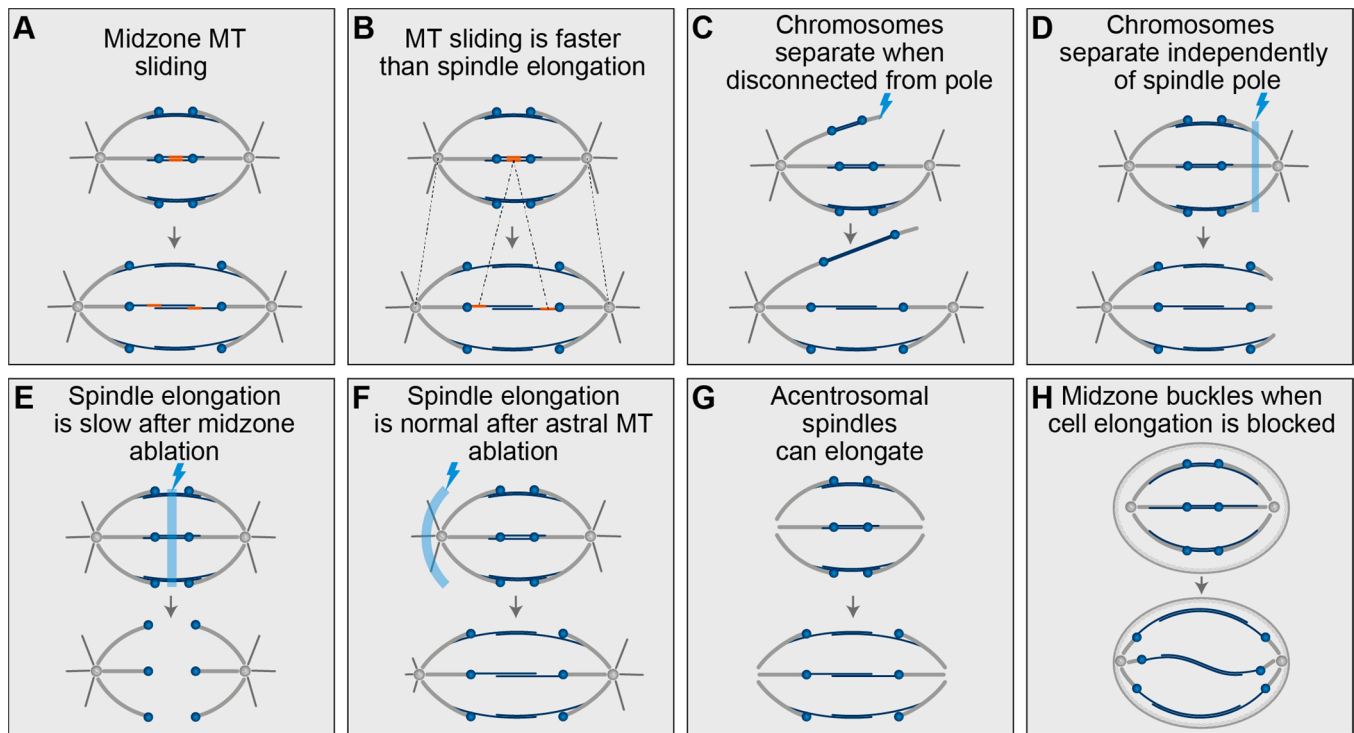 A
Midzone MT
sliding
B
MT sliding is faster
than spindle elongation
C
Chromosomes
separate when
disconnected from pole
D
Chromosomes
separate independently
of spindle pole
E
Spindle elongation
is slow after midzone
ablation
F
Spindle elongation
is normal after astral MT
ablation
G
Acentrosomal
spindles
can elongate
H
Midzone buckles when
cell elongation is blocked